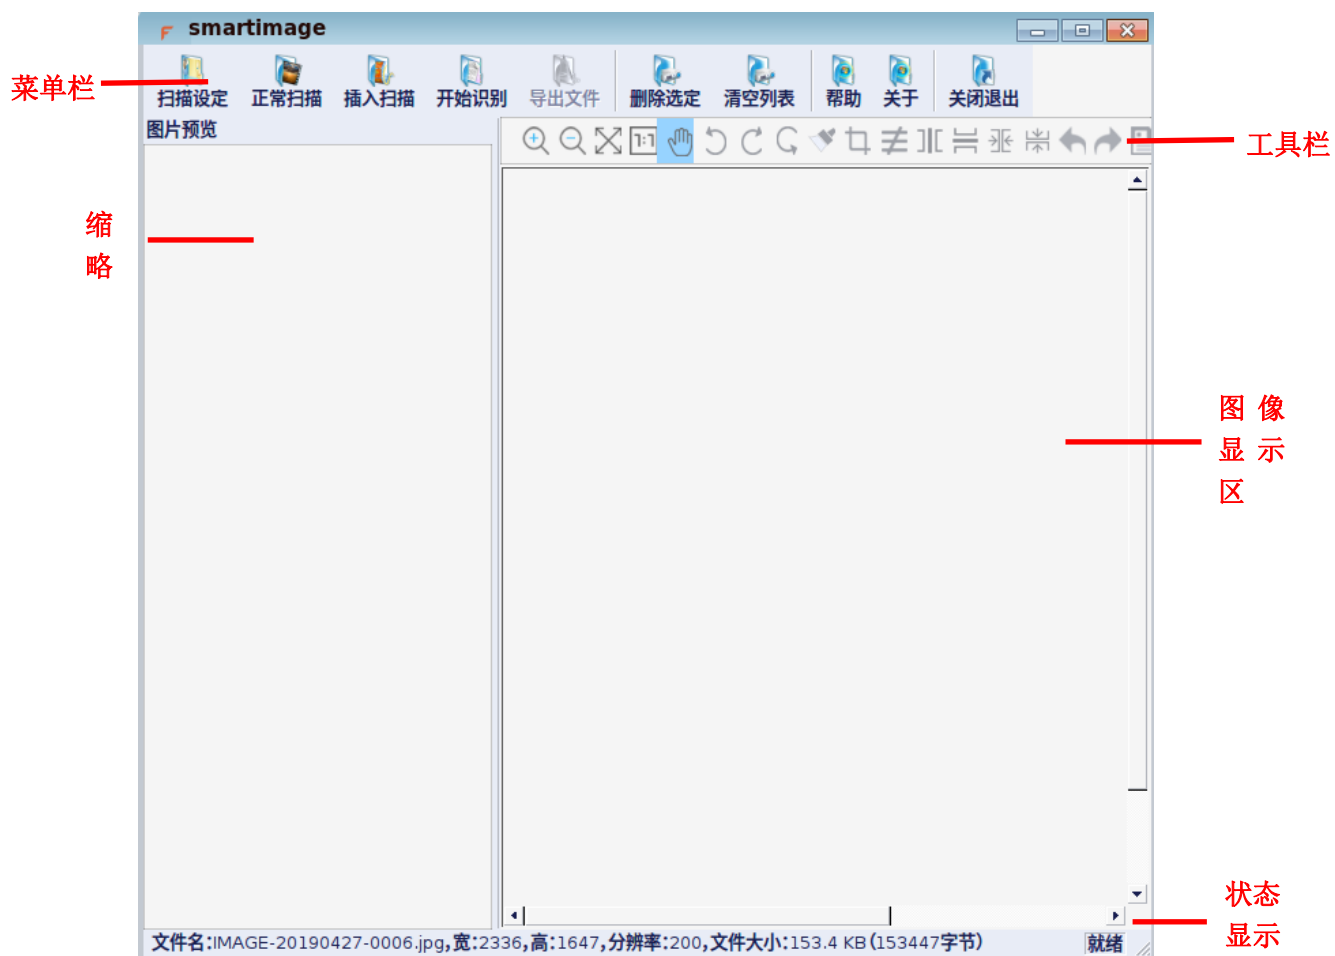 smartimage
菜单栏
扫描设定 正常扫描 插入扫描 开始识别 导出文件 删除选定 清空列表 帮助 关于 关闭退出
图片预览
1:1
工具栏
缩
略
图 像
显 示
区
状态
显示
文件名:IMAGE-20190427-0006.jpg,宽:2336,高:1647,分辨率:200,文件大小:153.4 KB(153447字节) 就绪